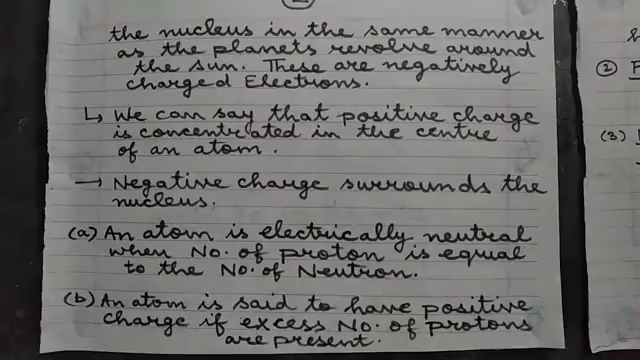 the nucleus in the same manner
as the planets revolve around
the sun. These are negatively
charged Electrons.
↳ We can say that positive charge
is concentrated in the centre
of an atom.
→ Negative charge surrounds the
nucleus.
(a) An atom is electrically neutral
when No. of proton is equal
to the No. of Neutron.
(b) An atom is said to have positive
charge if excess No. of protons
are present.
②
(3)